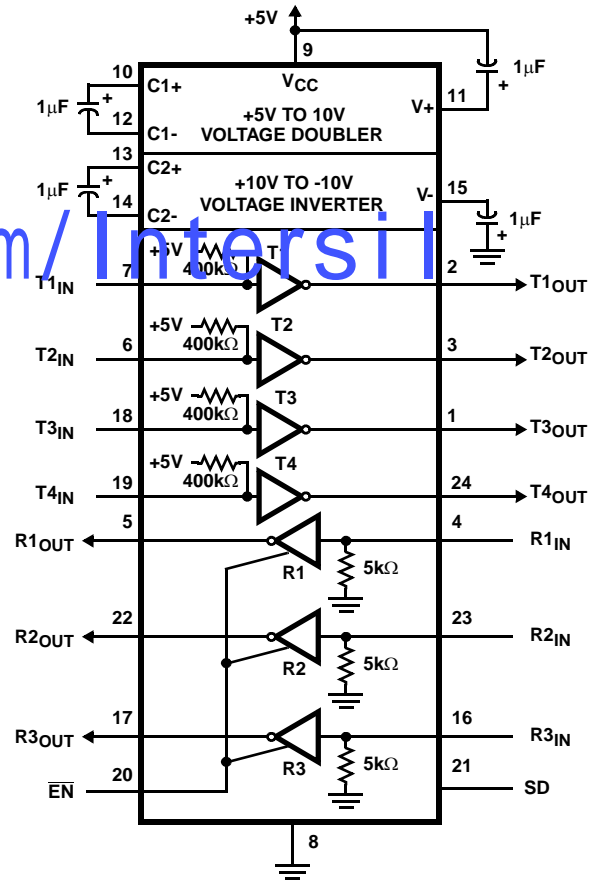 +5V
9
10
C1+
VCC
1μF
+
1μF
+
+5V TO 10V
VOLTAGE DOUBLER
V+
11
12
C1-
13
C2+
1μF
+
+10V TO -10V
VOLTAGE INVERTER
V-
15
14
C2-
1μF
+
m/Intersil
+5V
400kΩ
T1
T1IN
7
2
T1OUT
+5V
400kΩ
T2
T2IN
6
3
T2OUT
+5V
400kΩ
T3
T3IN
18
1
T3OUT
+5V
400kΩ
T4
T4IN
19
24
T4OUT
R1OUT
5
R1
4
R1IN
5kΩ
R2OUT
22
R2
23
R2IN
5kΩ
R3OUT
17
R3
16
R3IN
5kΩ
EN
20
21
SD
8